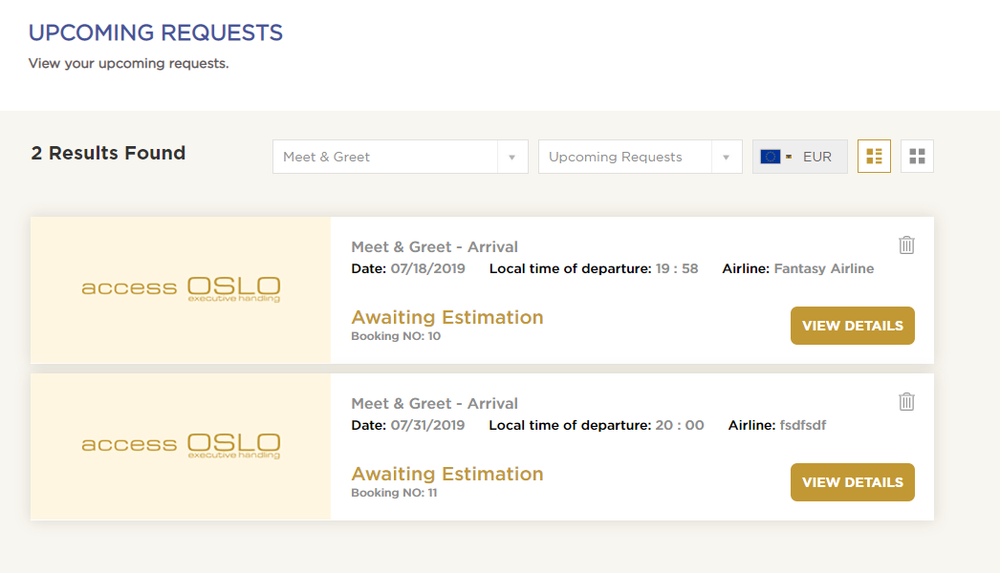 UPCOMING REQUESTS
View your upcoming requests.
2 Results Found
Meet & Greet
Upcoming Requests
EUR
access OSLO
executive handling
Meet & Greet - Arrival
Date: 07/18/2019 Local time of departure: 19 : 58 Airline: Fantasy Airline
Awaiting Estimation
Booking NO: 10
VIEW DETAILS
access OSLO
executive handling
Meet & Greet - Arrival
Date: 07/31/2019 Local time of departure: 20 : 00 Airline: fsdfsdf
Awaiting Estimation
Booking NO: 11
VIEW DETAILS